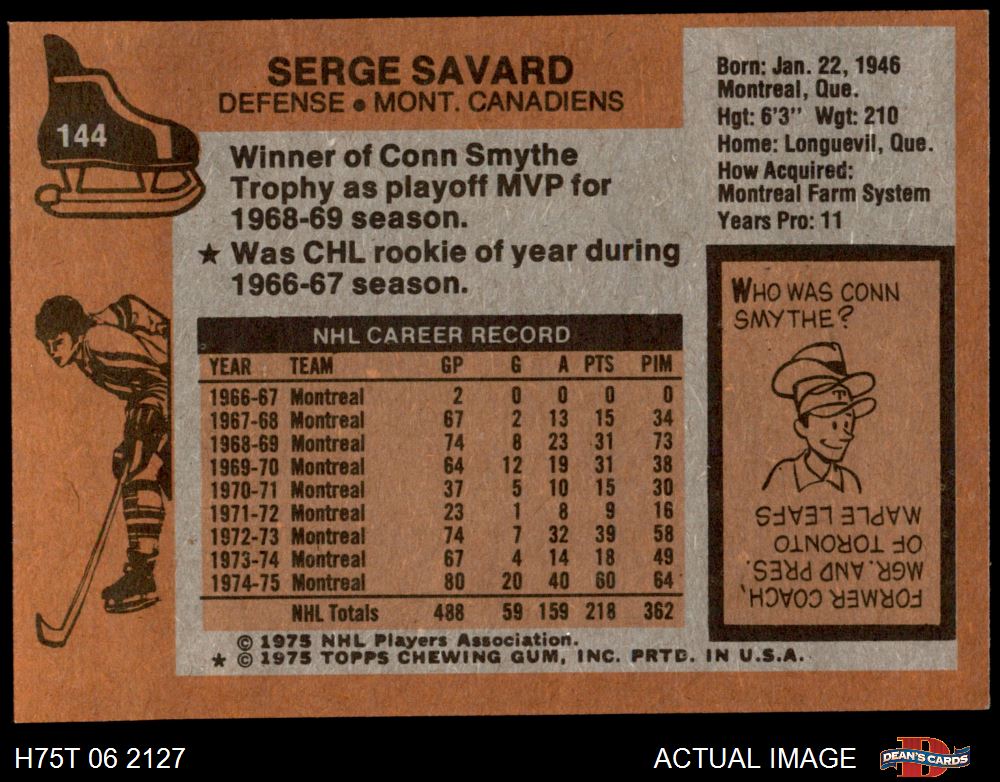 144
SERGE SAVARD
DEFENSE ● MONT. CANADIENS
Winner of Conn Smythe
Trophy as playoff MVP for
1968-69 season.
★ Was CHL rookie of year during
1966-67 season.
NHL CAREER RECORD
YEAR TEAM GP G A PTS PIM
1966-67 Montreal 2 0 0 0 0
1967-68 Montreal 67 2 13 15 34
1968-69 Montreal 74 8 23 31 73
1969-70 Montreal 64 12 19 31 38
1970-71 Montreal 37 5 10 15 30
1971-72 Montreal 23 1 8 9 16
1972-73 Montreal 74 7 32 39 58
1973-74 Montreal 67 4 14 18 49
1974-75 Montreal 80 20 40 60 64
NHL Totals 488 59 159 218 362
© 1975 NHL Players Association.
★ © 1975 TOPPS CHEWING GUM, INC. PRTD. IN U.S.A.
Born: Jan. 22, 1946
Montreal, Que.
Hgt: 6'3" Wgt: 210
Home: Longuevil, Que.
How Acquired:
Montreal Farm System
Years Pro: 11
WHO WAS CONN
SMYTHE?
T
FORMER COACH,
MGR. AND PRES.
OF TORONTO
MAPLE LEAFS
H75T 06 2127
ACTUAL IMAGE
D
DEAN'S CARDS